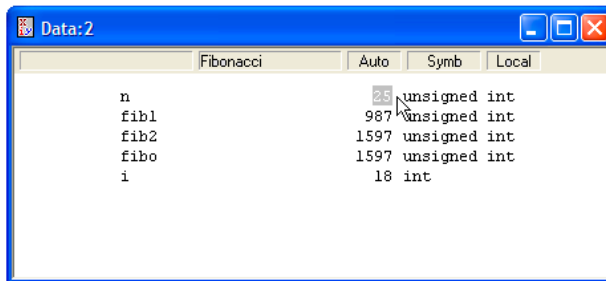 Data:2
Fibonacci Auto Symb Local
n 25 unsigned int
fib1 987 unsigned int
fib2 1597 unsigned int
fibo 1597 unsigned int
i 18 int